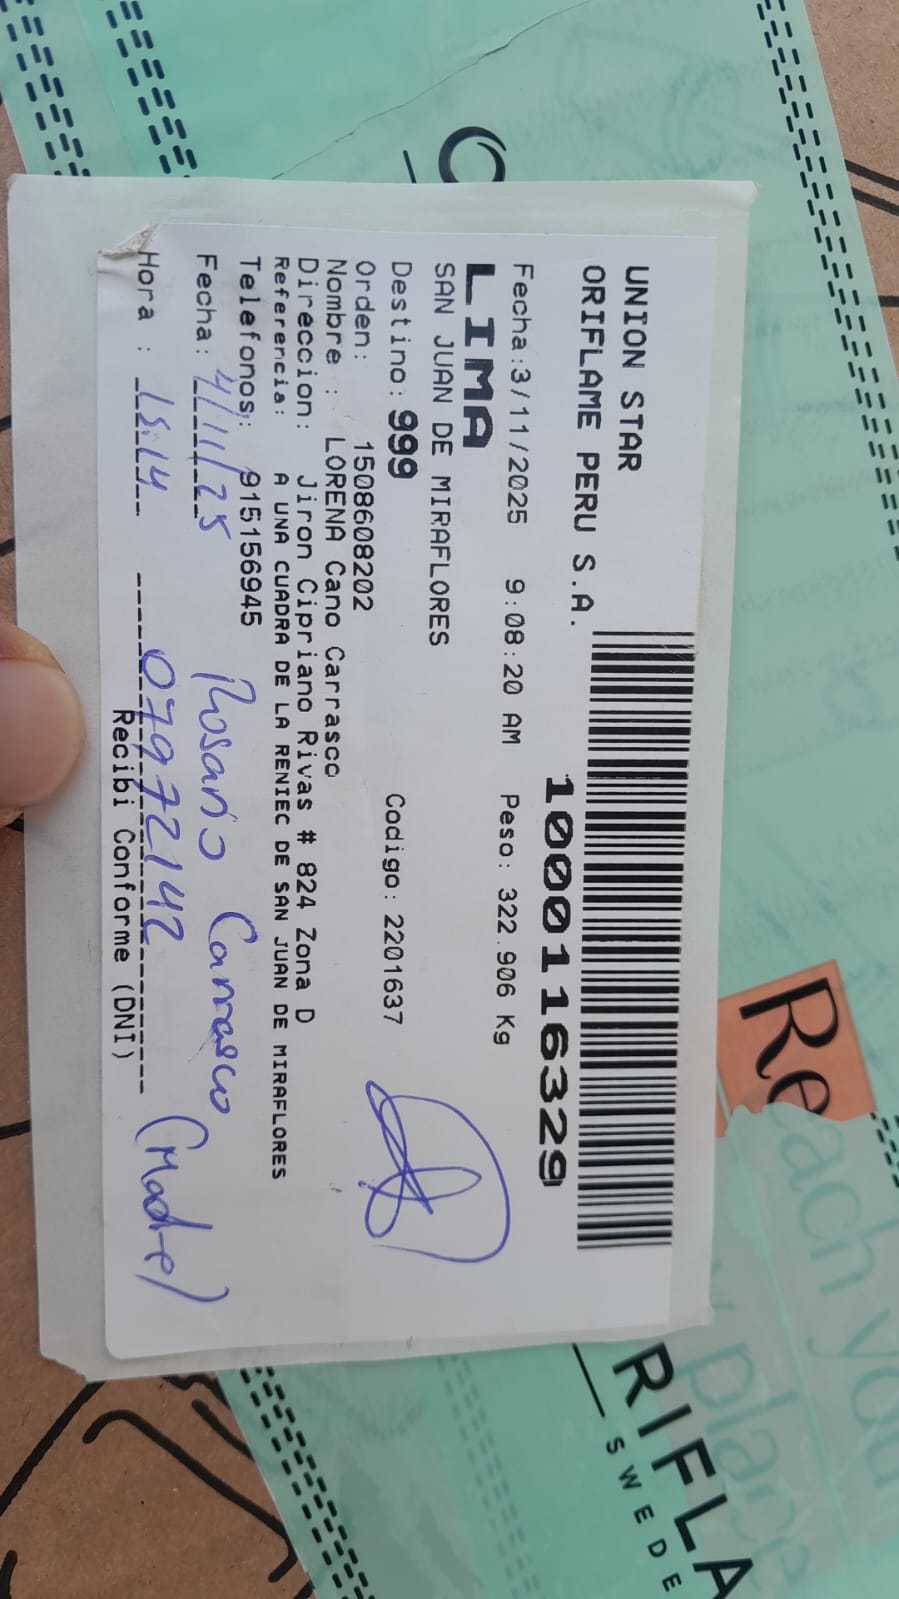 UNION STAR
ORIFLAME PERU S.A.
10001116329
Fecha:3/11/2025 9:08:20 AM Peso: 322.906 Kg
LIMA
SAN JUAN DE MIRAFLORES
Destino: 999 Codigo: 2201637
Orden: 1508608202
Nombre : LORENA Cano Carrasco
Direccion: Jiron Cipriano Rivas # 824 Zona D
Referencia: A UNA CUADRA DE LA RENIEC DE SAN JUAN DE MIRAFLORES
Telefonos: 915156945
Fecha: 4/11/25 Rosario Carrasco (Madre)
Hora : 15:14 07972142
Recibi Conforme (DNI)
Reach you
place
RIFLA
SWEDE